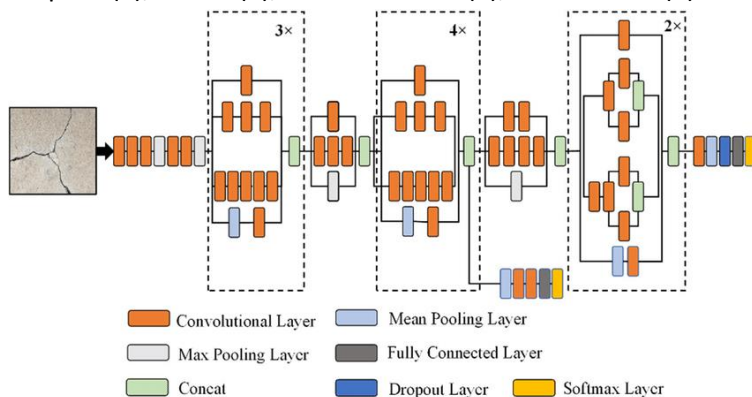 3×
4×
2×
Convolutional Layer
Mean Pooling Layer
Max Pooling Layer
Fully Connected Layer
Concat
Dropout Layer
Softmax Layer